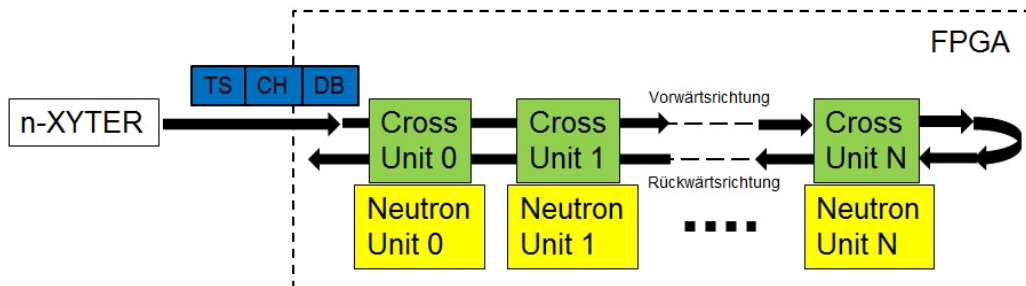 FPGA
TS CH DB
n-XYTER
Cross
Unit 0
Cross
Unit 1
Vorwärtsrichtung
Rückwärtsrichtung
Cross
Unit N
Neutron
Unit 0
Neutron
Unit 1
Neutron
Unit N